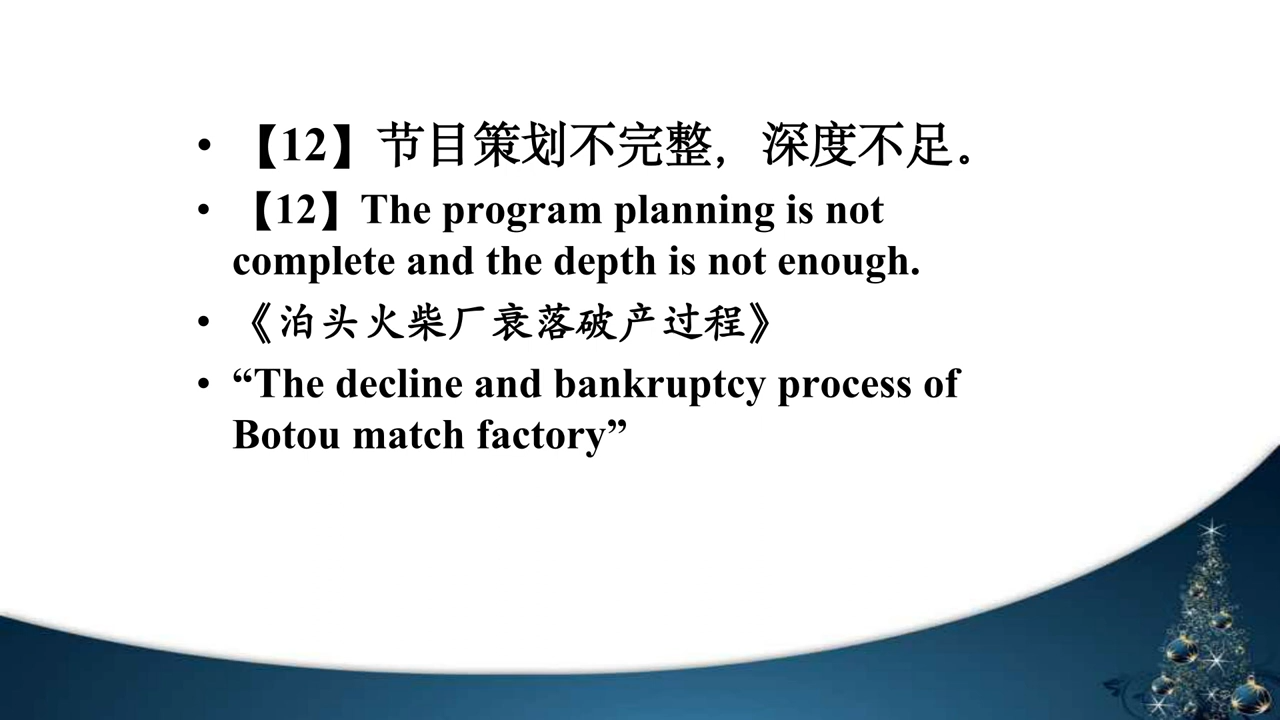 • 【12】节目策划不完整，深度不足。
• 【12】The program planning is not
complete and the depth is not enough.
• 《泊头火柴厂衰落破产过程》
• “The decline and bankruptcy process of
Botou match factory”